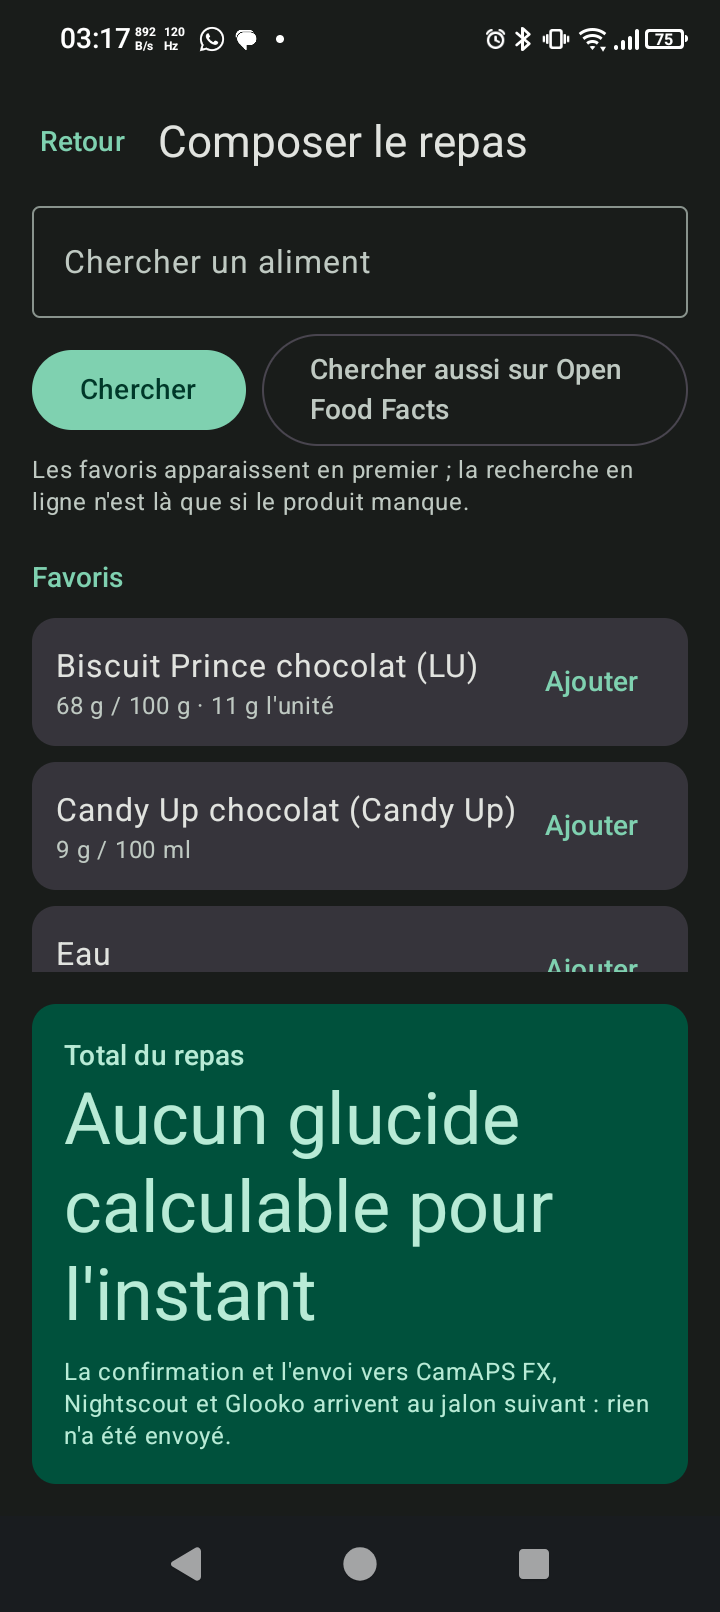 03:17 892 B/s 120 Hz 75
Retour Composer le repas
Chercher un aliment
Chercher
Chercher aussi sur Open
Food Facts
Les favoris apparaissent en premier ; la recherche en
ligne n'est là que si le produit manque.
Favoris
Biscuit Prince chocolat (LU)
68 g / 100 g · 11 g l'unité
Ajouter
Candy Up chocolat (Candy Up)
9 g / 100 ml
Ajouter
Eau
Ajouter
Total du repas
Aucun glucide
calculable pour
l'instant
La confirmation et l'envoi vers CamAPS FX,
Nightscout et Glooko arrivent au jalon suivant : rien
n'a été envoyé.